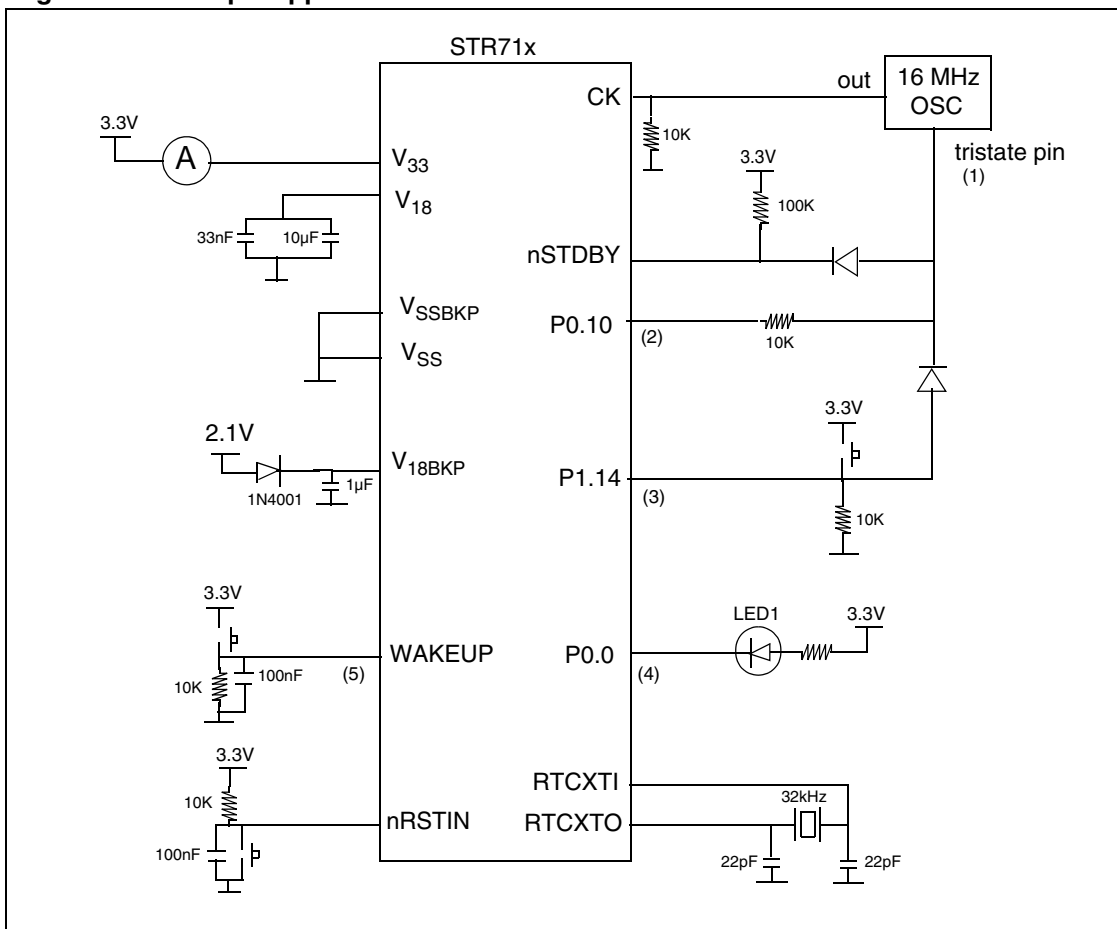 STR71x
CK
out
16 MHz
OSC
10K
tristate pin
(1)
3.3V
A
V33
V18
33nF
10µF
3.3V
100K
nSTDBY
VSSBKP
VSS
P0.10
(2)
10K
2.1V
1N4001
1µF
V18BKP
3.3V
P1.14
(3)
10K
3.3V
WAKEUP
(5)
10K
100nF
LED1
3.3V
P0.0
(4)
3.3V
10K
nRSTIN
100nF
RTCXTI
RTCXTO
32kHz
22pF
22pF